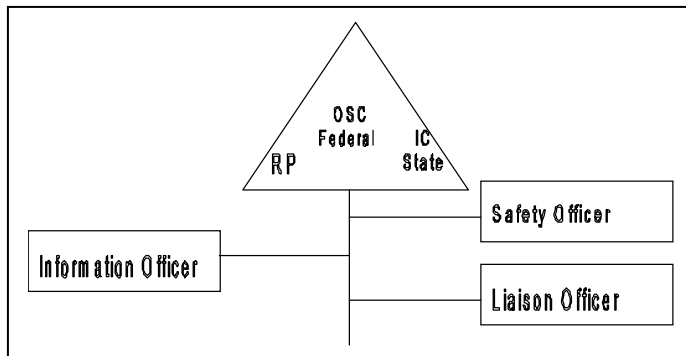 OSC
Federal
IC
State
RP
Safety Officer
Information Officer
Liaison Officer